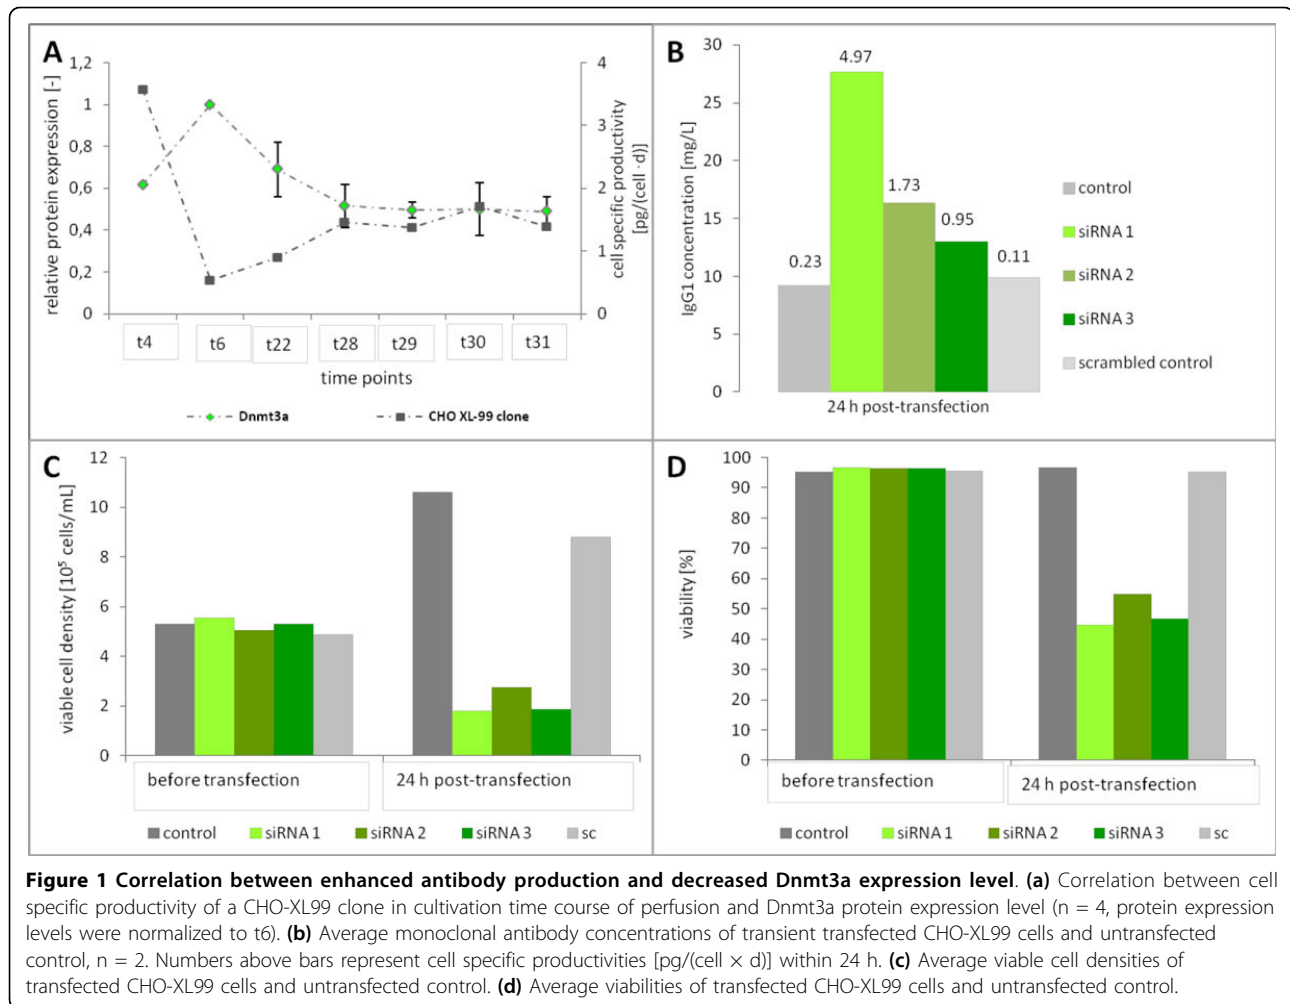 A
relative protein expression [-]
1,2
1
0,8
0,6
0,4
0,2
0
4
3
2
1
0
cell specific productivity
[pg/(cell · d)]
t4 t6 t22 t28 t29 t30 t31
time points
Dnmt3a CHO XL-99 clone
B
IgG1 concentration [mg/L]
30
25
20
15
10
5
0
0.23
4.97
1.73
0.95
0.11
24 h post-transfection
control
siRNA 1
siRNA 2
siRNA 3
scrambled control
C
viable cell density [10⁵ cells/mL]
12
10
8
6
4
2
0
before transfection 24 h post-transfection
control siRNA 1 siRNA 2 siRNA 3 sc
D
viability [%]
100
90
80
70
60
50
40
30
20
10
0
before transfection 24 h post-transfection
control siRNA 1 siRNA 2 siRNA 3 sc
Figure 1 Correlation between enhanced antibody production and decreased Dnmt3a expression level. (a) Correlation between cell
specific productivity of a CHO-XL99 clone in cultivation time course of perfusion and Dnmt3a protein expression level (n = 4, protein expression
levels were normalized to t6). (b) Average monoclonal antibody concentrations of transient transfected CHO-XL99 cells and untransfected
control, n = 2. Numbers above bars represent cell specific productivities [pg/(cell × d)] within 24 h. (c) Average viable cell densities of
transfected CHO-XL99 cells and untransfected control. (d) Average viabilities of transfected CHO-XL99 cells and untransfected control.